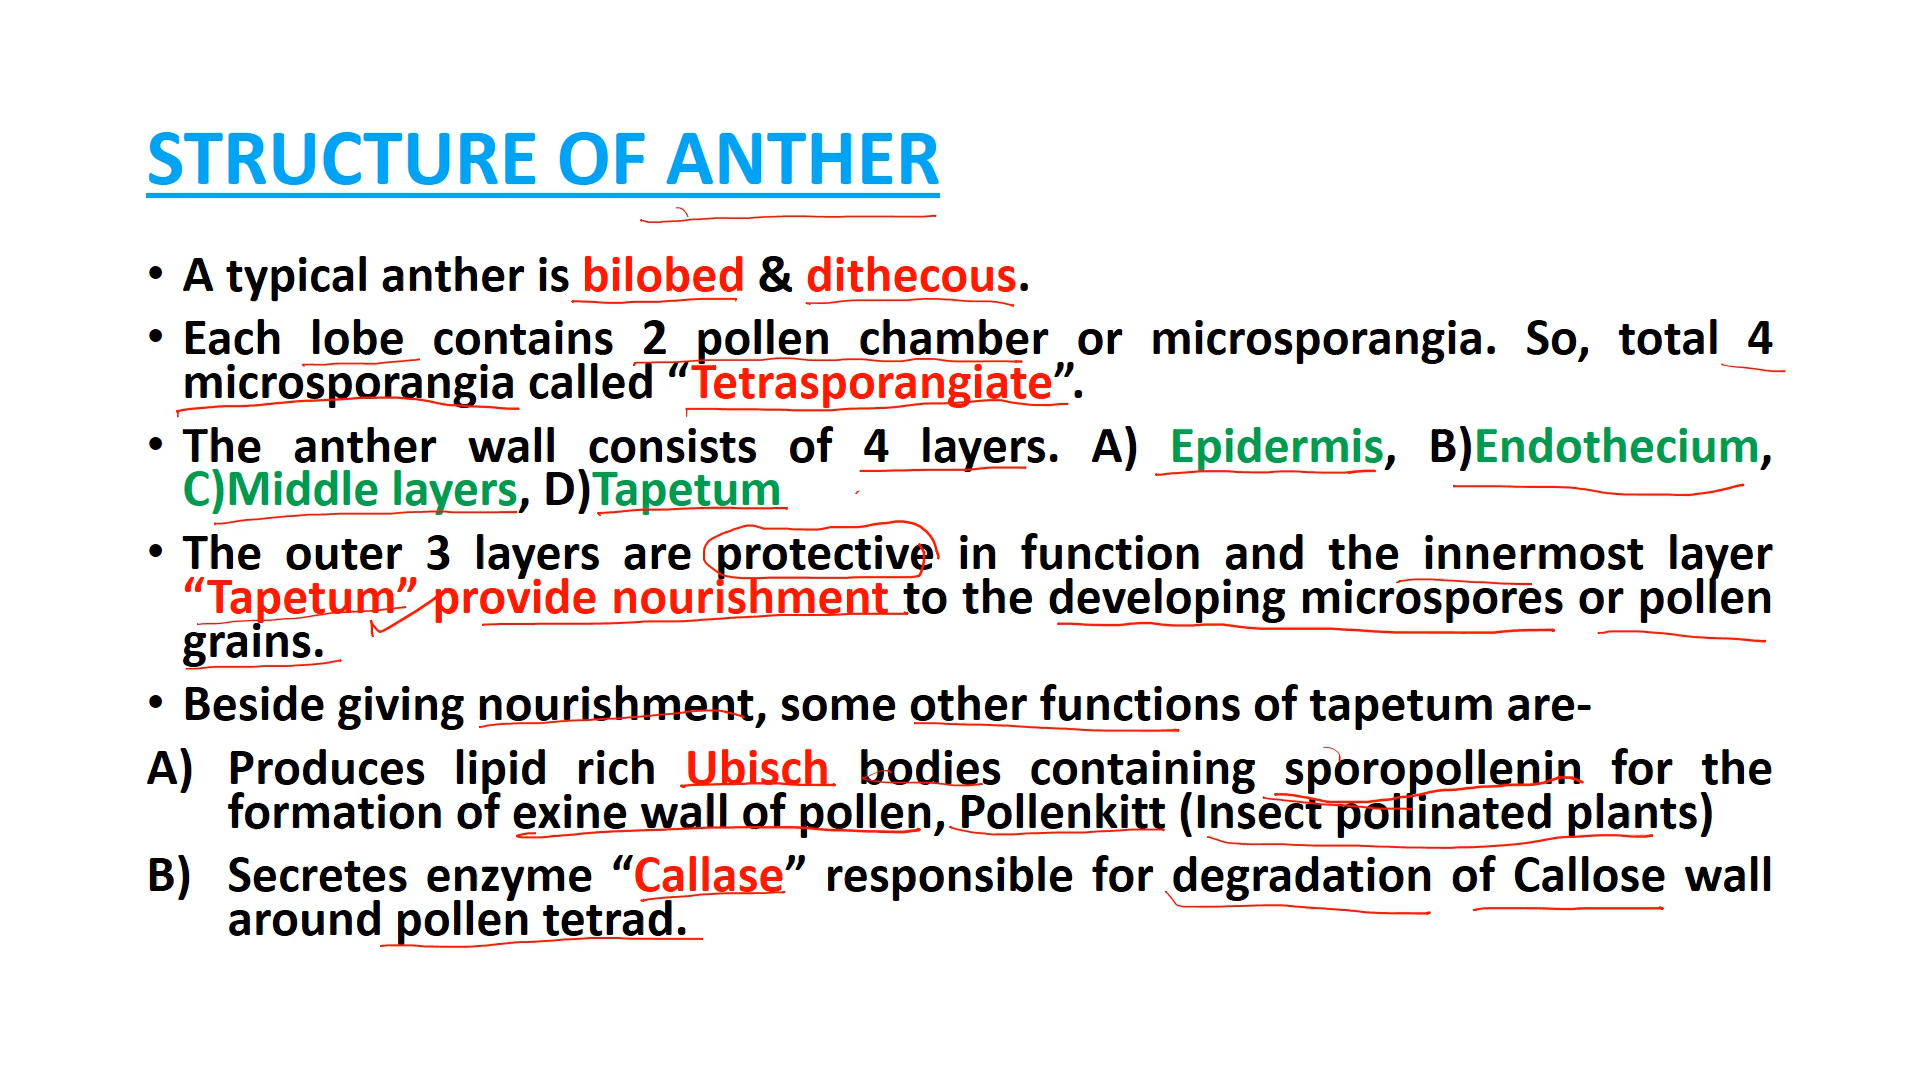 STRUCTURE OF ANTHER
• A typical anther is bilobed & dithecous.
• Each lobe contains 2 pollen chamber or microsporangia. So, total 4
microsporangia called “Tetrasporangiate”.
• The anther wall consists of 4 layers. A) Epidermis, B)Endothecium,
C)Middle layers, D)Tapetum
• The outer 3 layers are protective in function and the innermost layer
“Tapetum” provide nourishment to the developing microspores or pollen
grains.
• Beside giving nourishment, some other functions of tapetum are-
A) Produces lipid rich Ubisch bodies containing sporopollenin for the
formation of exine wall of pollen, Pollenkitt (Insect pollinated plants)
B) Secretes enzyme “Callase” responsible for degradation of Callose wall
around pollen tetrad.